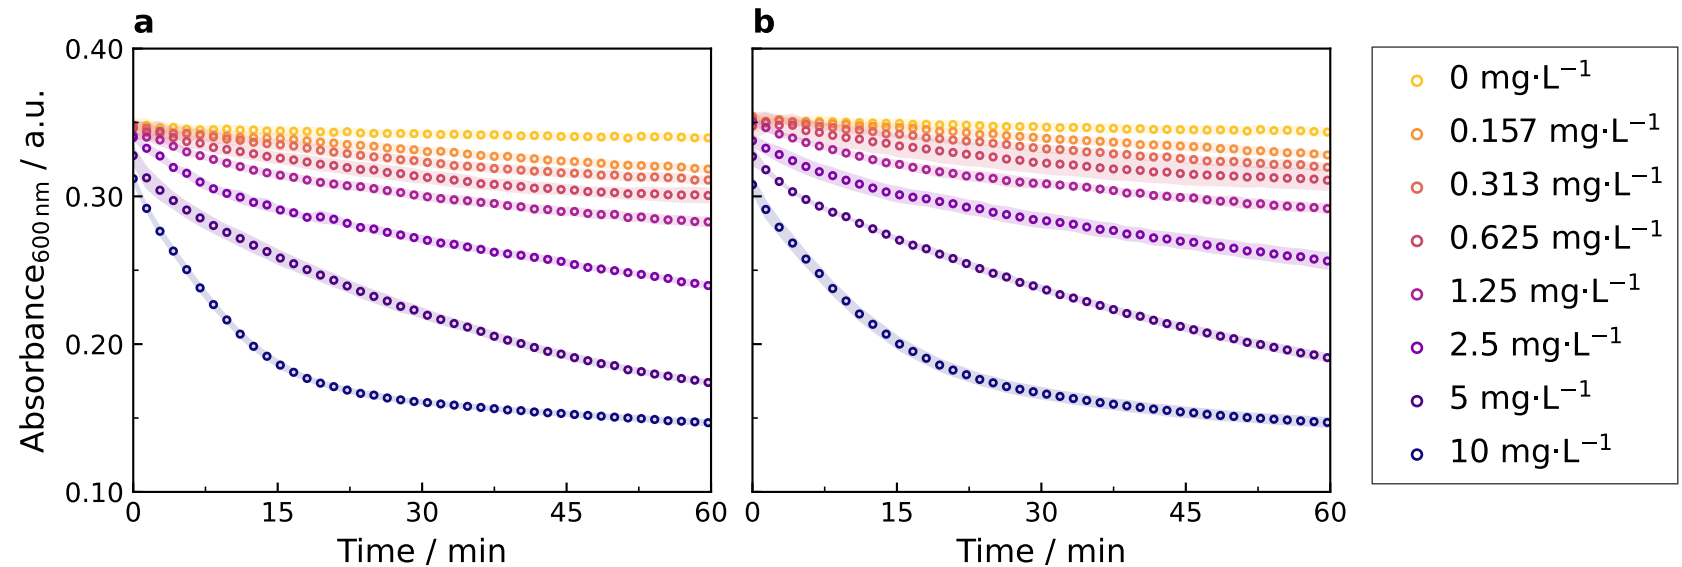 a b
0.40
0.30
0.20
0.10
Absorbance600 nm / a.u.
0 15 30 45 60
0 15 30 45 60
Time / min
Time / min
0 mg·L⁻¹
0.157 mg·L⁻¹
0.313 mg·L⁻¹
0.625 mg·L⁻¹
1.25 mg·L⁻¹
2.5 mg·L⁻¹
5 mg·L⁻¹
10 mg·L⁻¹